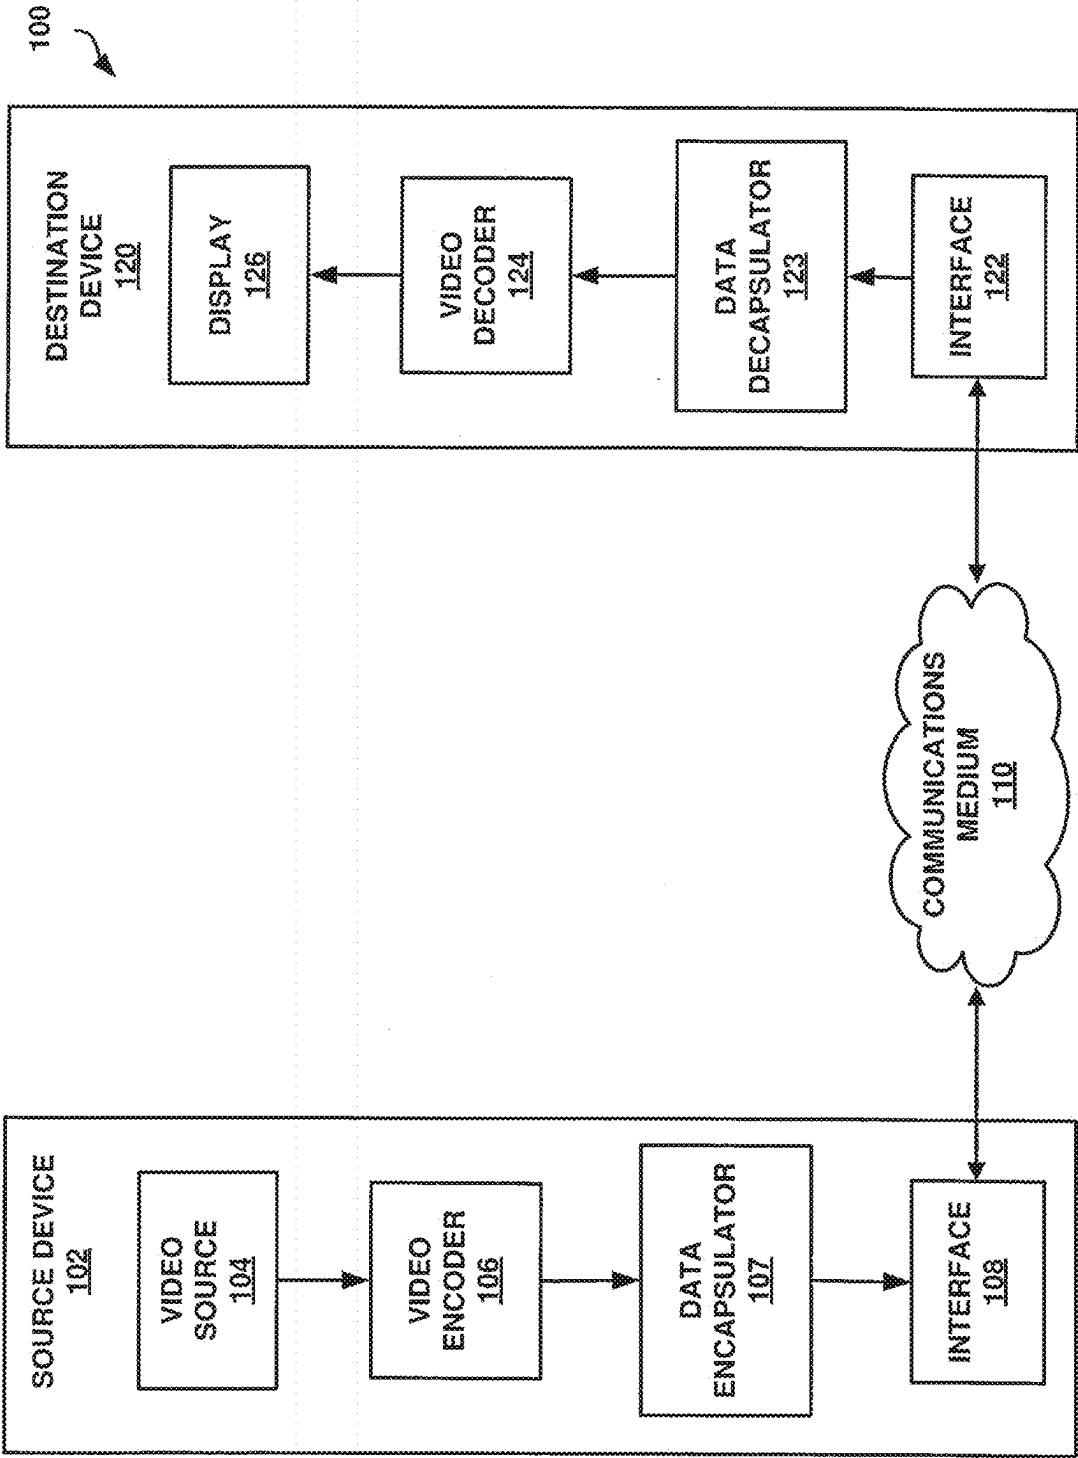 100
SOURCE DEVICE
102
VIDEO
SOURCE
104
VIDEO
ENCODER
106
DATA
ENCAPSULATOR
107
INTERFACE
108
COMMUNICATIONS
MEDIUM
110
DESTINATION
DEVICE
120
DISPLAY
126
VIDEO
DECODER
124
DATA
DECAPSULATOR
123
INTERFACE
122